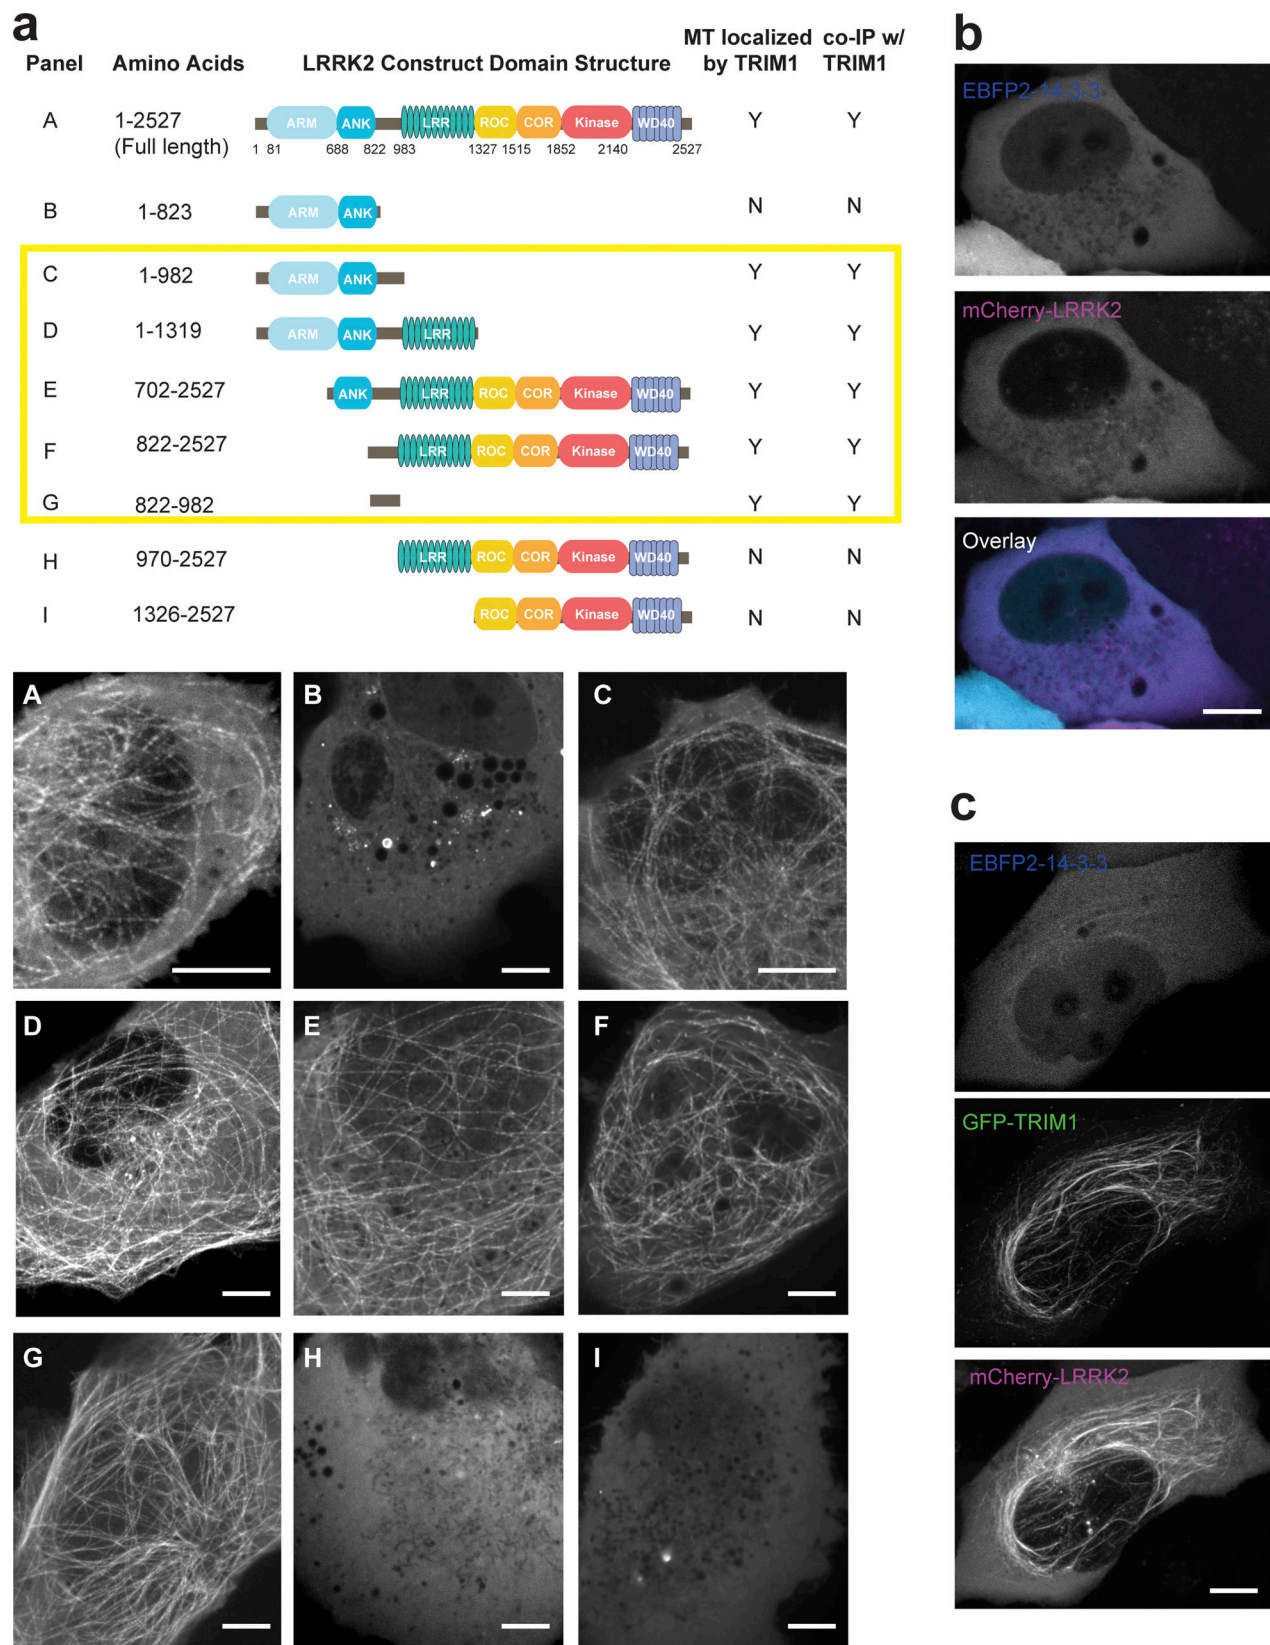 a
Panel Amino Acids LRRK2 Construct Domain Structure MT localized by TRIM1 co-IP w/ TRIM1
A 1-2527 (Full length) ARM ANK LRR ROC COR Kinase WD40 Y Y
1 81 688 822 983 1327 1515 1852 2140 2527
B 1-823 ARM ANK N N
C 1-982 ARM ANK Y Y
D 1-1319 ARM ANK LRR Y Y
E 702-2527 ANK LRR ROC COR Kinase WD40 Y Y
F 822-2527 LRR ROC COR Kinase WD40 Y Y
G 822-982 Y Y
H 970-2527 LRR ROC COR Kinase WD40 N N
I 1326-2527 ROC COR Kinase WD40 N N
A B C
D E F
G H I
b
EBFP2-14-3-3
mCherry-LRRK2
Overlay
c
EBFP2-14-3-3
GFP-TRIM1
mCherry-LRRK2